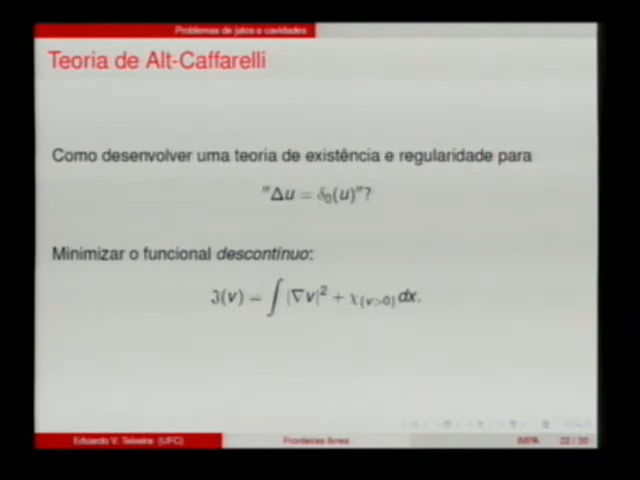 Problemas de jatos e cavidades
Teoria de Alt-Caffarelli
Como desenvolver uma teoria de existência e regularidade para
"Δu = δ₀(u)"?
Minimizar o funcional descontínuo:
ℑ(v) = ∫ |∇v|² + χ{v>0} dx.
Eduardo V. Teixeira (UFC)
Fronteiras livres
IMPA
22 / 30